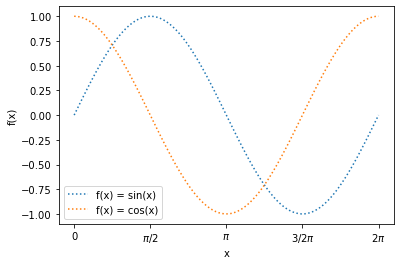 1.00
0.75
0.50
0.25
0.00
−0.25
−0.50
−0.75
−1.00
f(x)
f(x) = sin(x)
f(x) = cos(x)
0 π/2 π 3/2π 2π
x